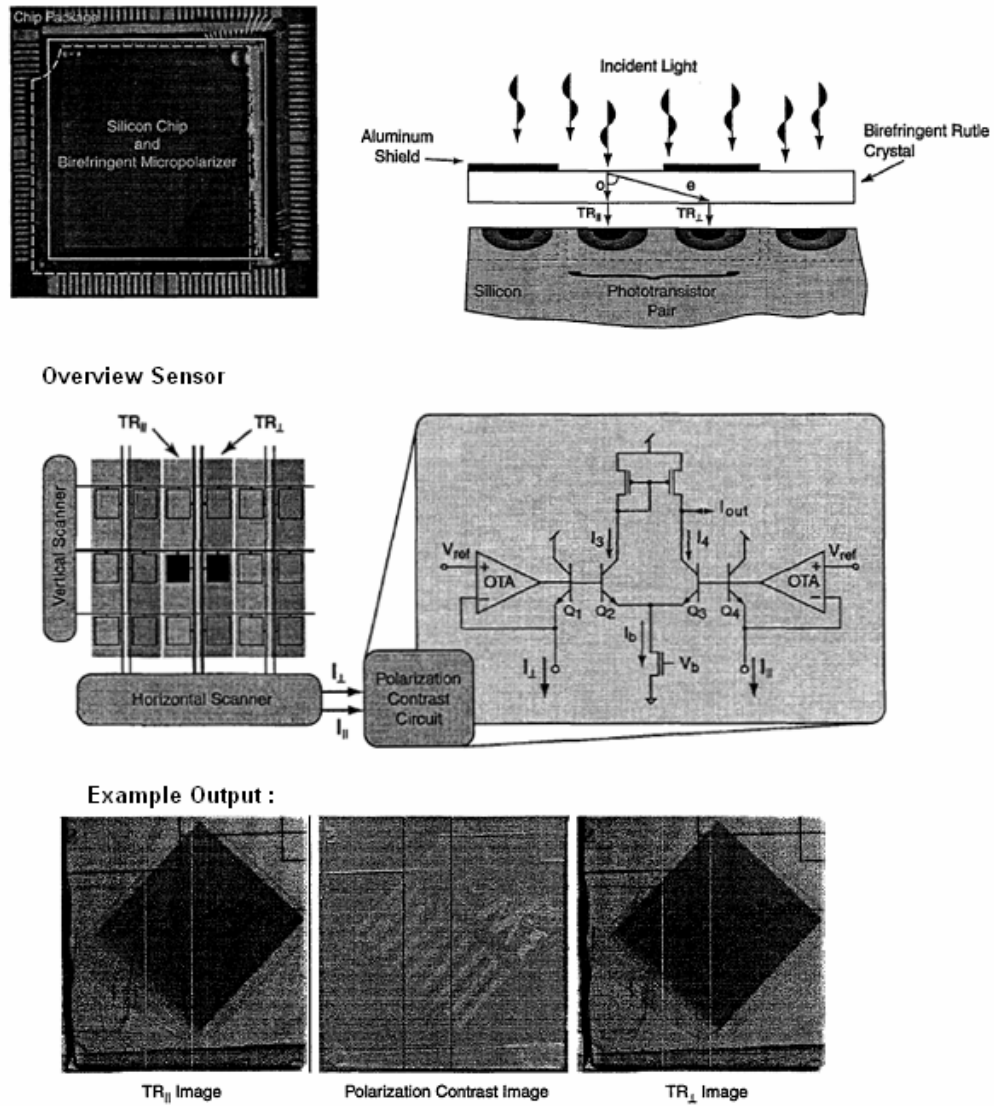 Chip Package
Silicon Chip
and
Birefringent Micropolarizer
Incident Light
Aluminum
Shield
Birefringent Rutle
Crystal
o
e
TR||
TR⊥
Silicon
Phototransistor
Pair
Overview Sensor
TR||
TR⊥
Vertical Scanner
Horizontal Scanner
I⊥
I||
Polarization
Contrast
Circuit
I3
I4
Iout
Vref
+
OTA
-
Q1
Q2
Q3
Q4
Vref
+
OTA
-
Ib
Vb
I⊥
I||
Example Output :
TR|| Image
Polarization Contrast Image
TR⊥ Image